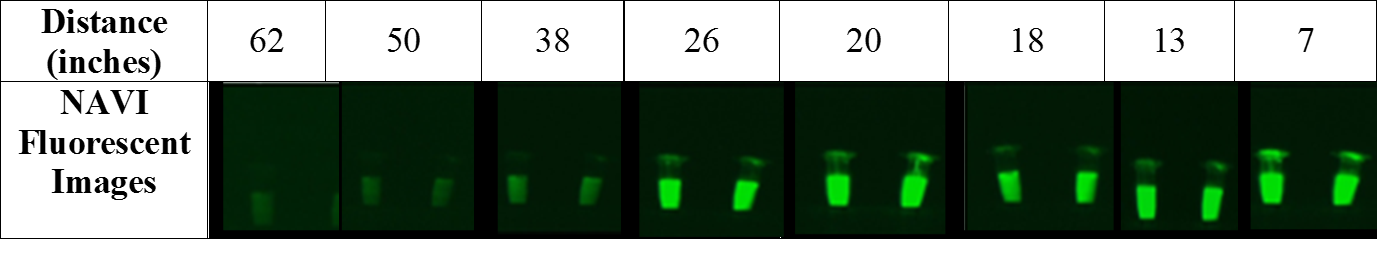 Distance
(inches)
62
50
38
26
20
18
13
7
NAVI
Fluorescent
Images